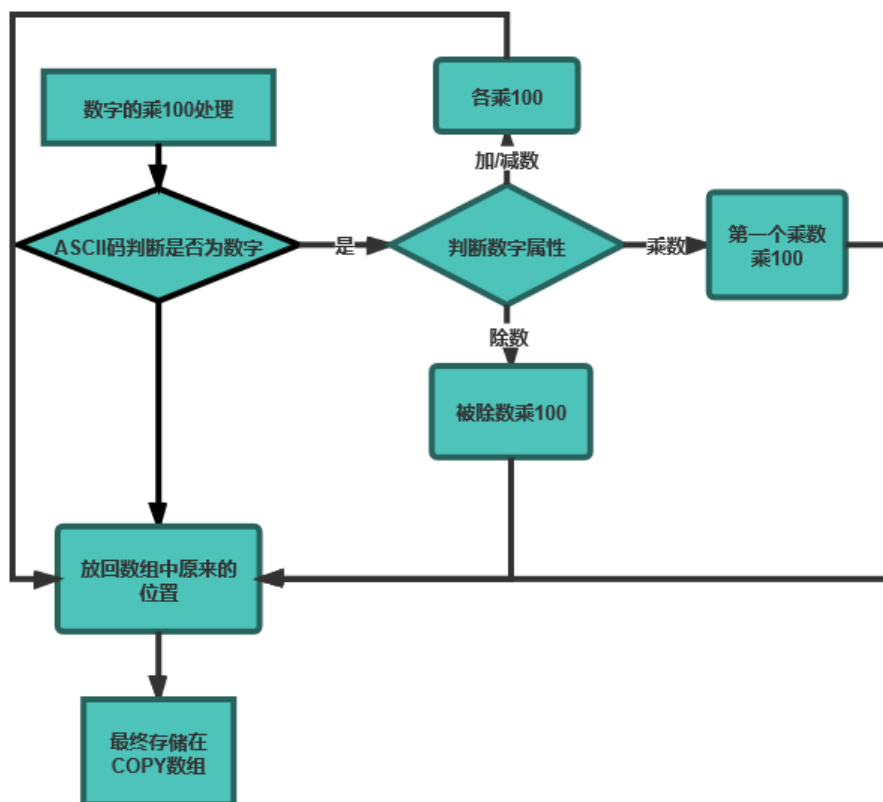 各乘100
数字的乘100处理
加/减数
ASCII码判断是否为数字
是
判断数字属性
乘数
第一个乘数
乘100
除数
被除数乘100
放回数组中原来的
位置
最终存储在
COPY数组